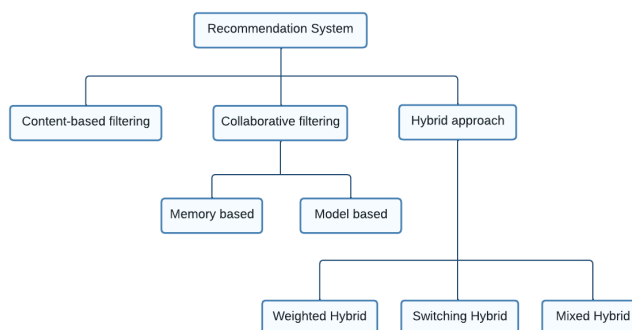 Recommendation System
Content-based filtering
Collaborative filtering
Hybrid approach
Memory based
Model based
Weighted Hybrid
Switching Hybrid
Mixed Hybrid